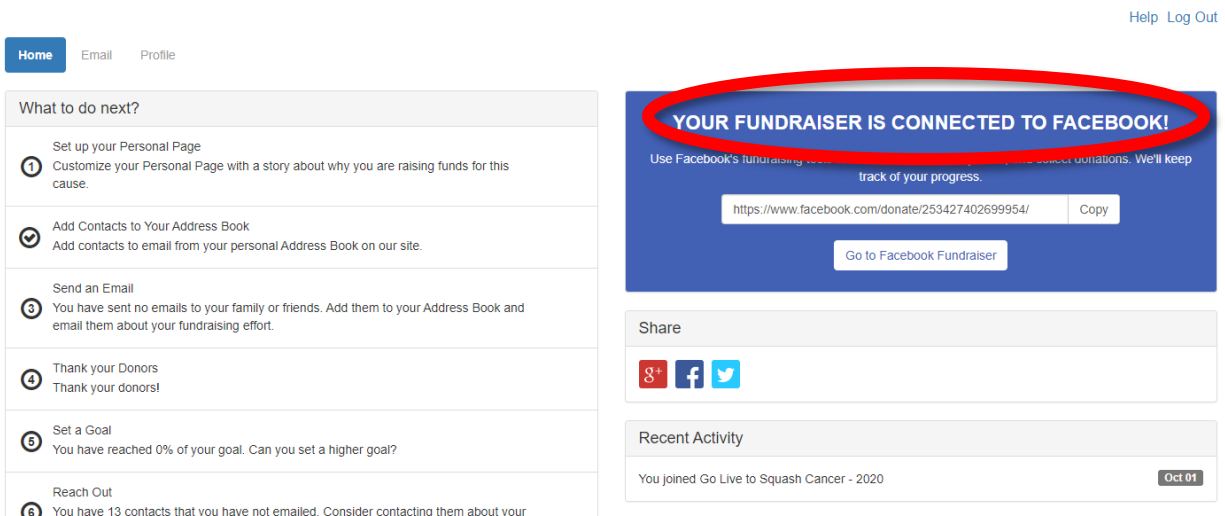 Help Log Out
Home Email Profile
What to do next?
1
Set up your Personal Page
Customize your Personal Page with a story about why you are raising funds for this
cause.
Add Contacts to Your Address Book
Add contacts to email from your personal Address Book on our site.
3
Send an Email
You have sent no emails to your family or friends. Add them to your Address Book and
email them about your fundraising effort.
4
Thank your Donors
Thank your donors!
5
Set a Goal
You have reached 0% of your goal. Can you set a higher goal?
6
Reach Out
You have 13 contacts that you have not emailed. Consider contacting them about your
YOUR FUNDRAISER IS CONNECTED TO FACEBOOK!
Use Facebook's fundraising donations. We'll keep
track of your progress.
https://www.facebook.com/donate/253427402699954/ Copy
Go to Facebook Fundraiser
Share
g+ f
Recent Activity
You joined Go Live to Squash Cancer - 2020 Oct 01